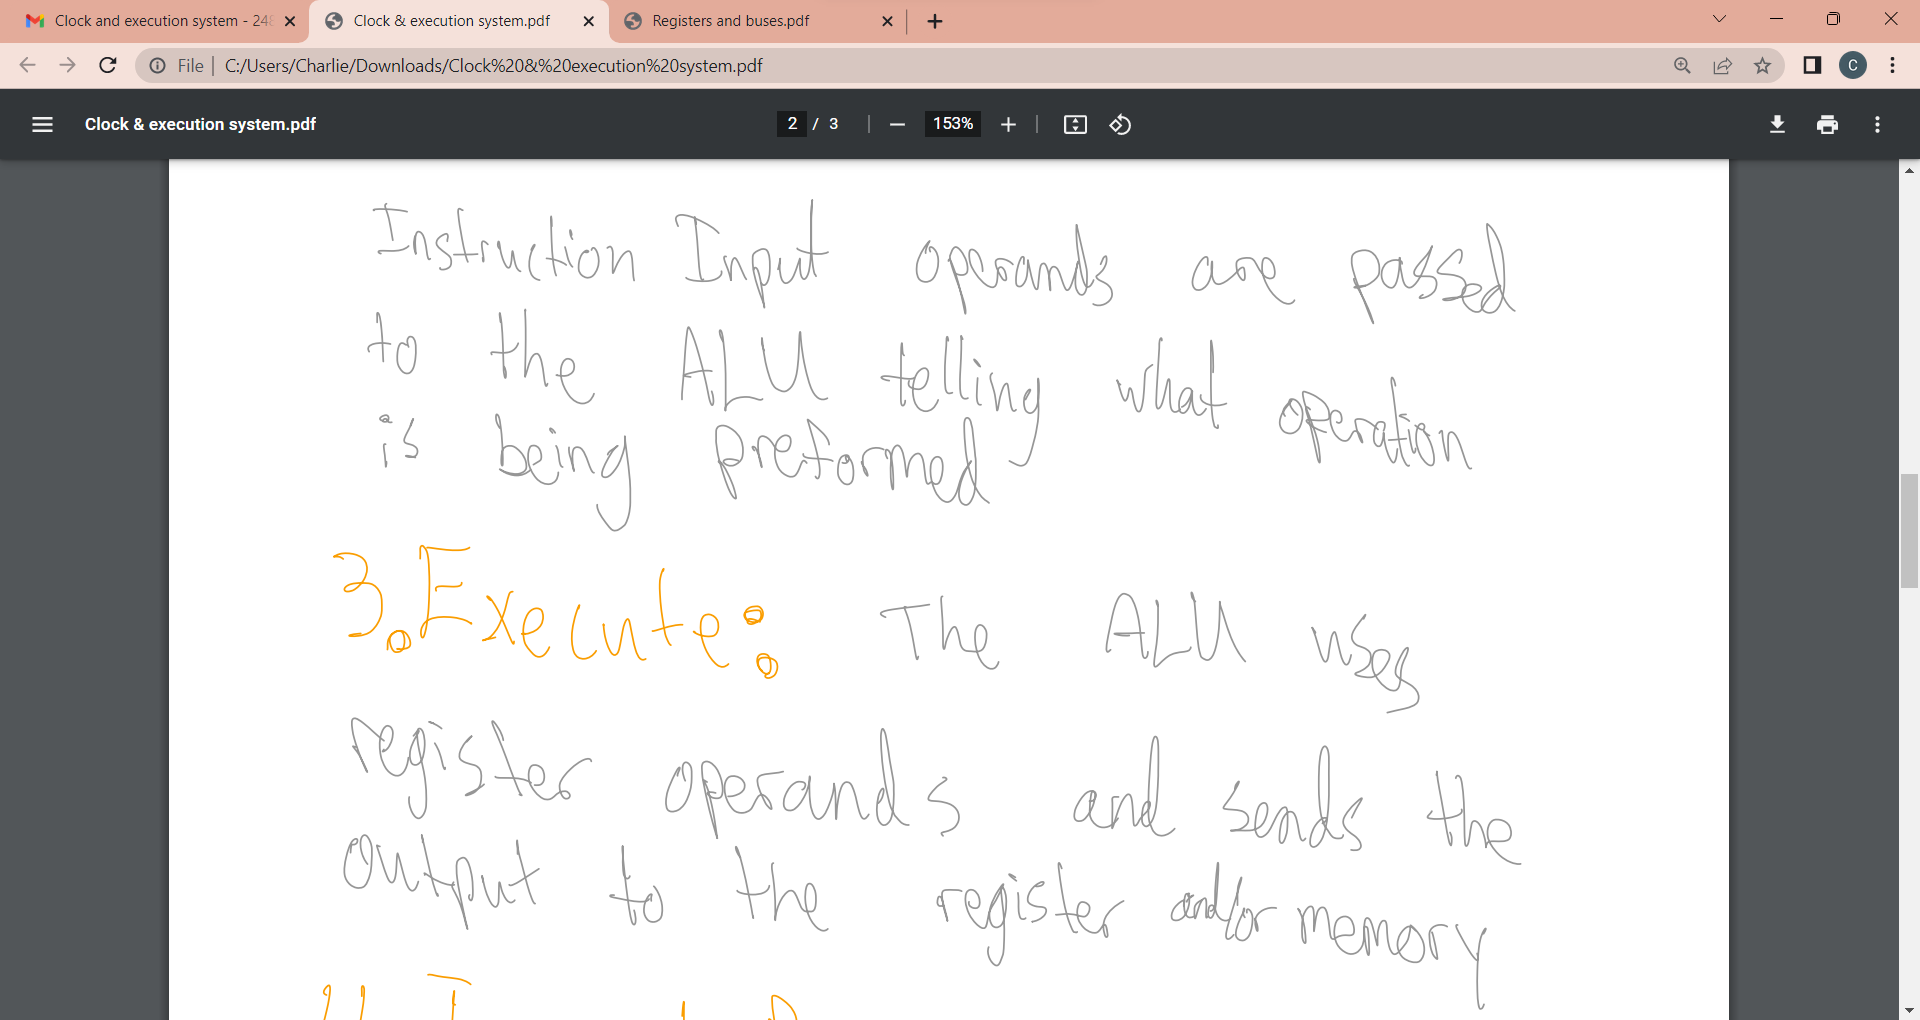 Clock and execution system - 248
Clock & execution system.pdf
Registers and buses.pdf
File
C:/Users/Charlie/Downloads/Clock%20&%20execution%20system.pdf
C
Clock & execution system.pdf
2 / 3
153%
Instruction Input operands are passed
to the ALU telling what operation
is being preformed
3. Execute: The ALU uses
register operands and sends the
output to the register and/or memory